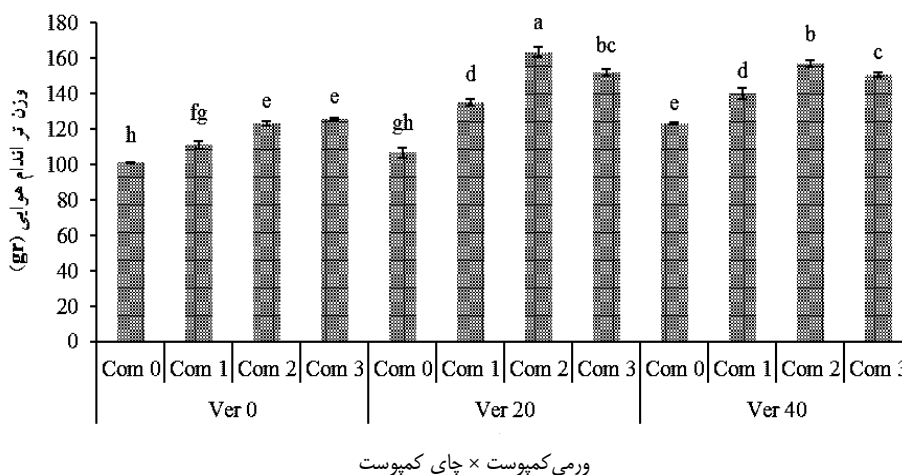 وزن تر اندام هوایی (gr)
180
160
140
120
100
80
60
40
20
0
h
fg
e
e
gh
d
a
bc
e
d
b
c
Com 0 Com 1 Com 2 Com 3 Com 0 Com 1 Com 2 Com 3 Com 0 Com 1 Com 2 Com 3
Ver 0 Ver 20 Ver 40
ورمی‌کمپوست × چای کمپوست